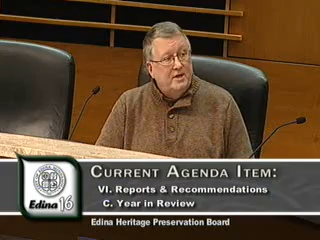 CURRENT AGENDA ITEM:
VI. Reports & Recommendations
C. Year in Review
Edina 16
Edina Heritage Preservation Board